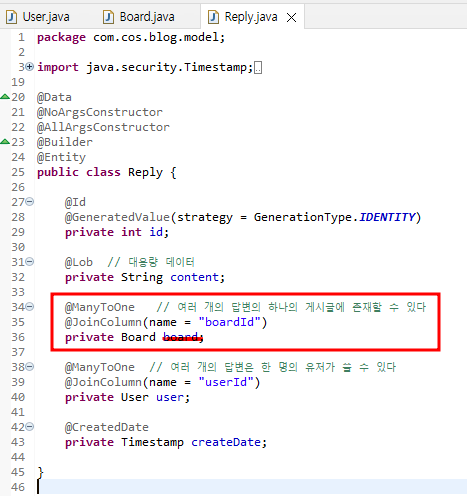 User.java Board.java Reply.java
1 package com.cos.blog.model;
2
3 import java.security.Timestamp;
19
20 @Data
21 @NoArgsConstructor
22 @AllArgsConstructor
23 @Builder
24 @Entity
25 public class Reply {
26
27 @Id
28 @GeneratedValue(strategy = GenerationType.IDENTITY)
29 private int id;
30
31 @Lob // 대용량 데이터
32 private String content;
33
34 @ManyToOne // 여러 개의 답변의 하나의 게시글에 존재할 수 있다
35 @JoinColumn(name = "boardId")
36 private Board board;
37
38 @ManyToOne // 여러 개의 답변은 한 명의 유저가 쓸 수 있다
39 @JoinColumn(name = "userId")
40 private User user;
41
42 @CreatedDate
43 private Timestamp createDate;
44
45 }
46